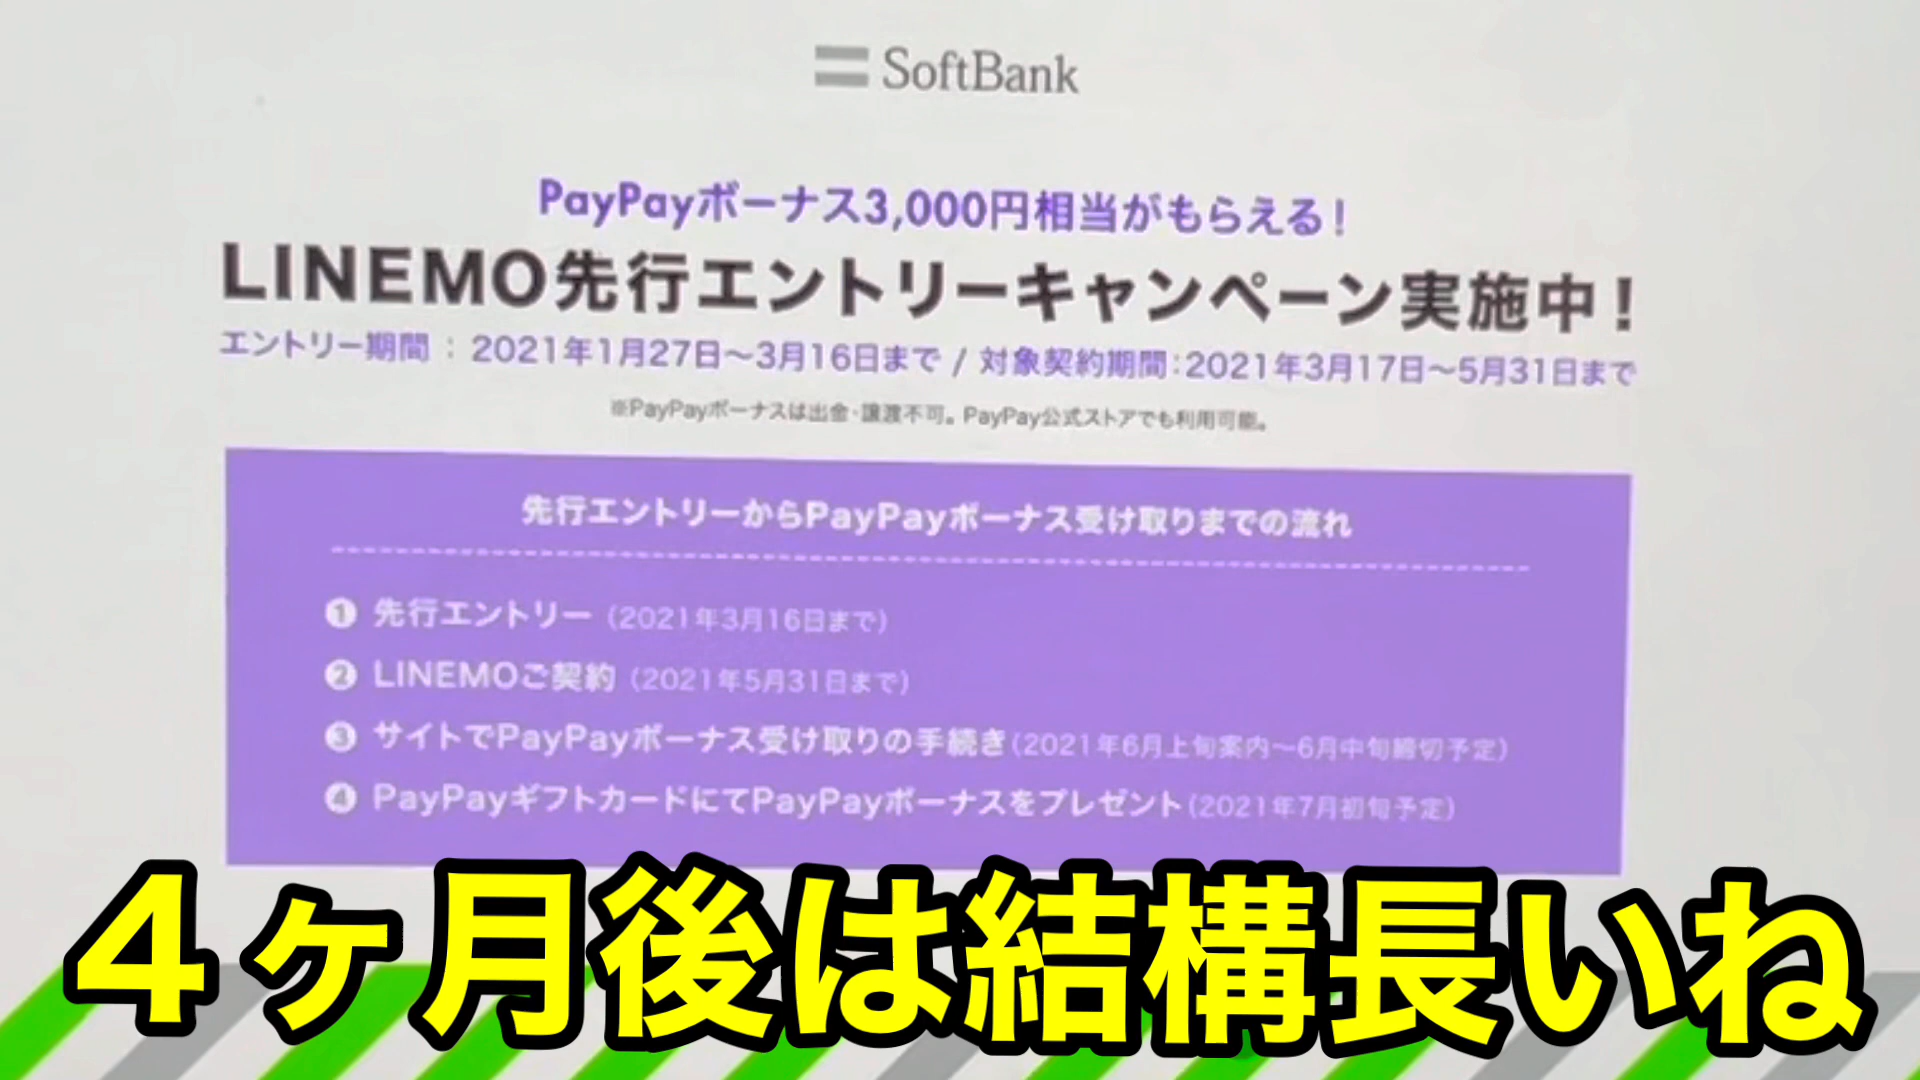 SoftBank
PayPayボーナス3,000円相当がもらえる！
LINEMO先行エントリーキャンペーン実施中！
エントリー期間 : 2021年1月27日～3月16日まで / 対象契約期間:2021年3月17日～5月31日まで
※PayPayボーナスは出金・譲渡不可。PayPay公式ストアでも利用可能。
先行エントリーからPayPayボーナス受け取りまでの流れ
❶ 先行エントリー（2021年3月16日まで）
❷ LINEMOご契約（2021年5月31日まで）
❸ サイトでPayPayボーナス受け取りの手続き（2021年6月上旬案内～6月中旬締切予定）
❹ PayPayギフトカードにてPayPayボーナスをプレゼント（2021年7月初旬予定）
４ヶ月後は結構長いね